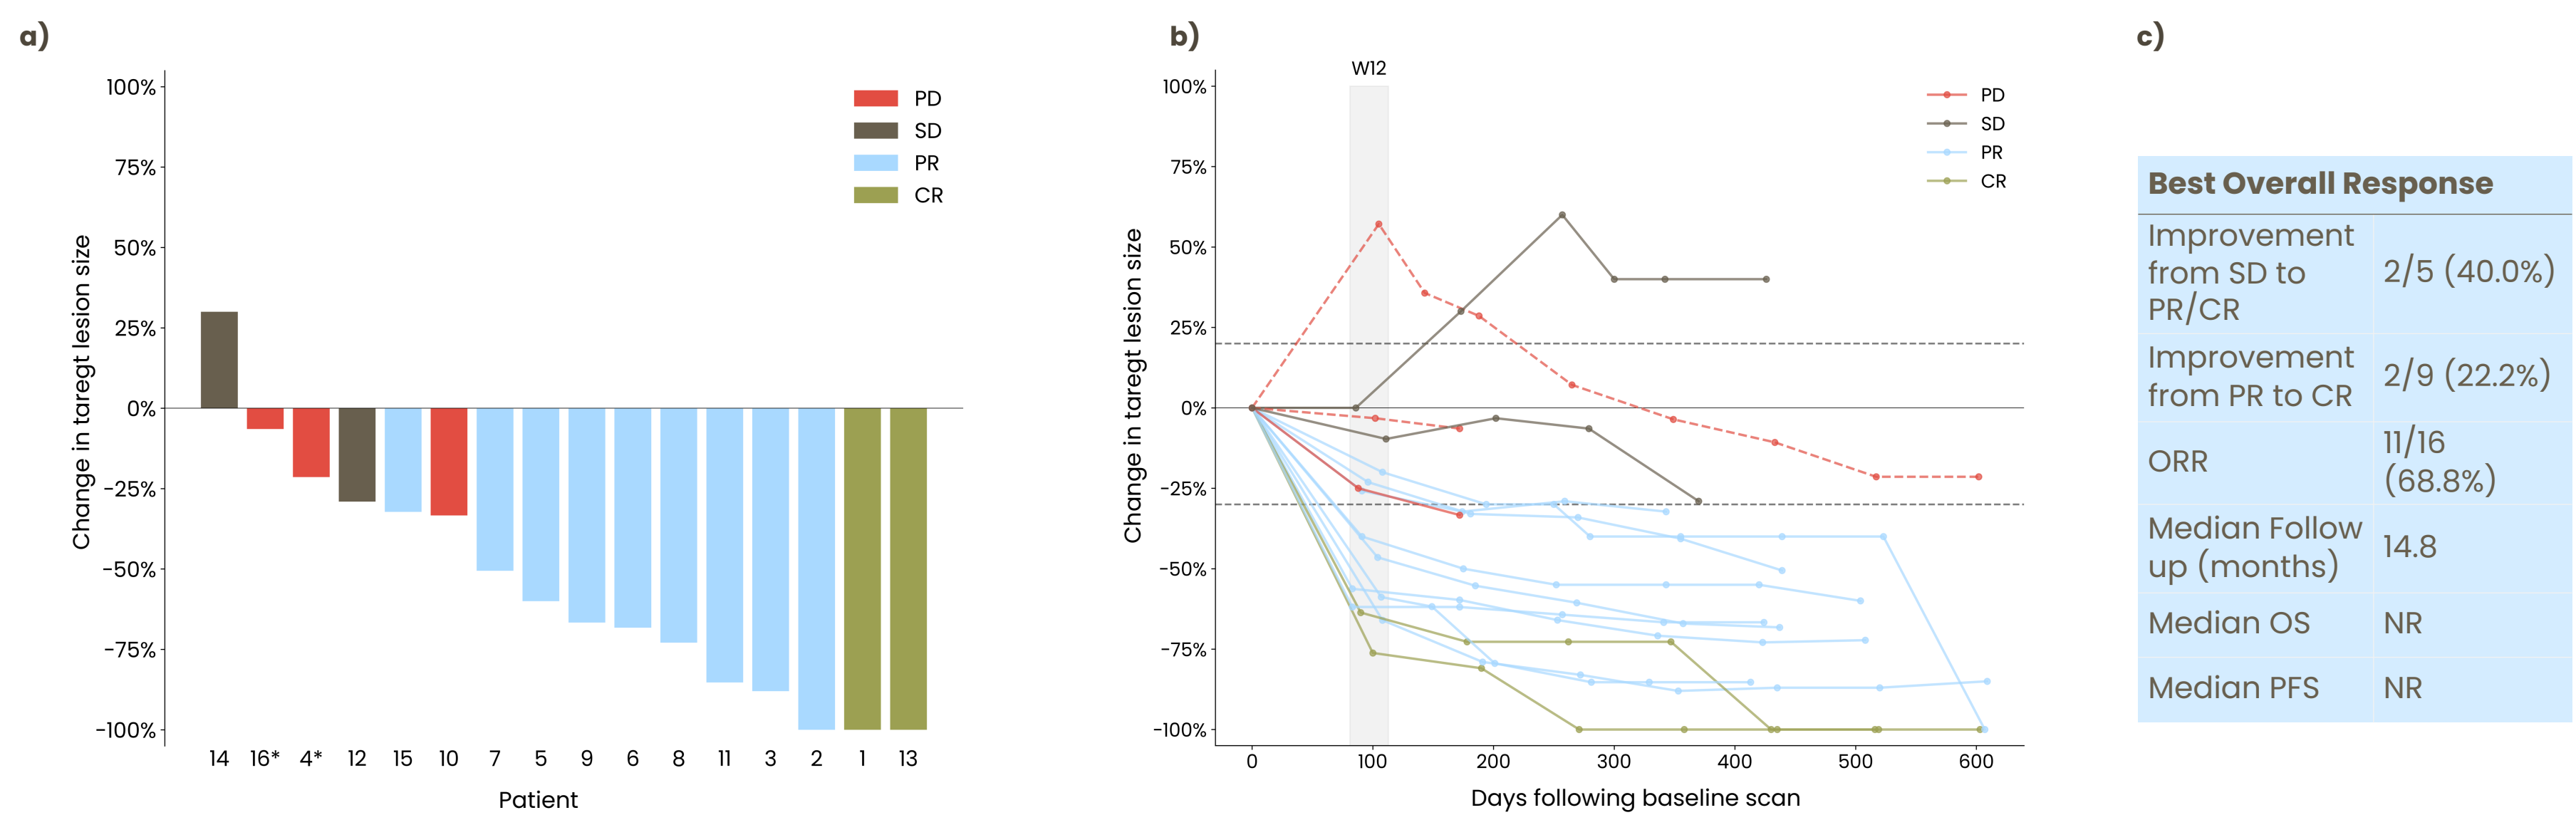 a)
100%
75%
50%
25%
0%
−25%
−50%
−75%
−100%
Change in taregt lesion size
PD
SD
PR
CR
14 16* 4* 12 15 10 7 5 9 6 8 11 3 2 1 13
Patient
b)
W12
100%
75%
50%
25%
0%
−25%
−50%
−75%
−100%
Change in taregt lesion size
PD
SD
PR
CR
0 100 200 300 400 500 600
Days following baseline scan
c)
Best Overall Response
Improvement
from SD to
PR/CR
2/5 (40.0%)
Improvement
from PR to CR
2/9 (22.2%)
ORR
11/16
(68.8%)
Median Follow
up (months)
14.8
Median OS
NR
Median PFS
NR